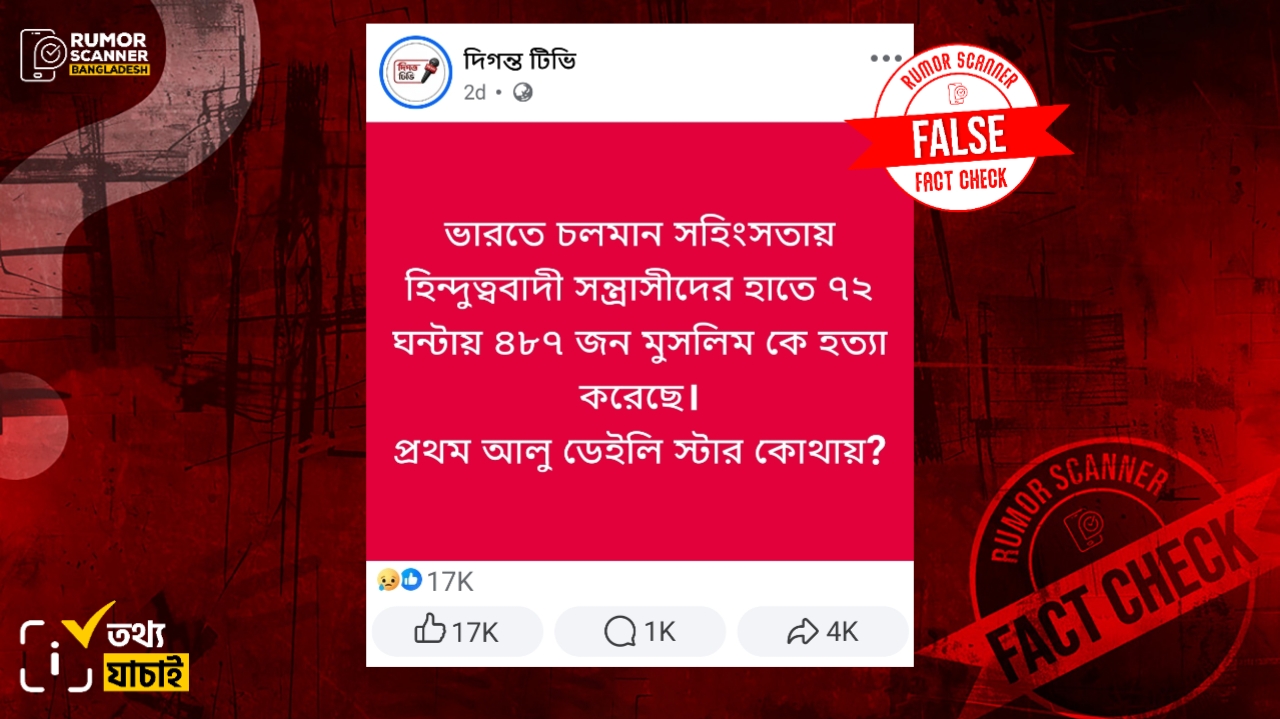 RUMOR
SCANNER
BANGLADESH
দিগন্ত টিভি
2d
দিগন্ত
টিভি
RUMOR SCANNER
FALSE
FACT CHECK
ভারতে চলমান সহিংসতায়
হিন্দুত্ববাদী সন্ত্রাসীদের হাতে ৭২
ঘন্টায় ৪৮৭ জন মুসলিম কে হত্যা
করেছে।
প্রথম আলু ডেইলি স্টার কোথায়?
17K
17K
1K
4K
তথ্য
যাচাই
RUMOR SCANNER
FACT CHECK